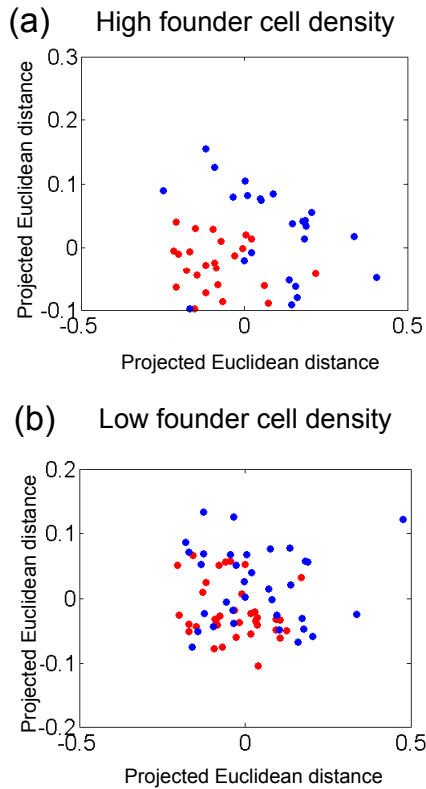 (a) High founder cell density
0.3
0.2
0.1
0
-0.1
-0.5
0
0.5
Projected Euclidean distance
Projected Euclidean distance
(b) Low founder cell density
0.2
0.1
0
-0.1
-0.2
-0.5
0
0.5
Projected Euclidean distance
Projected Euclidean distance